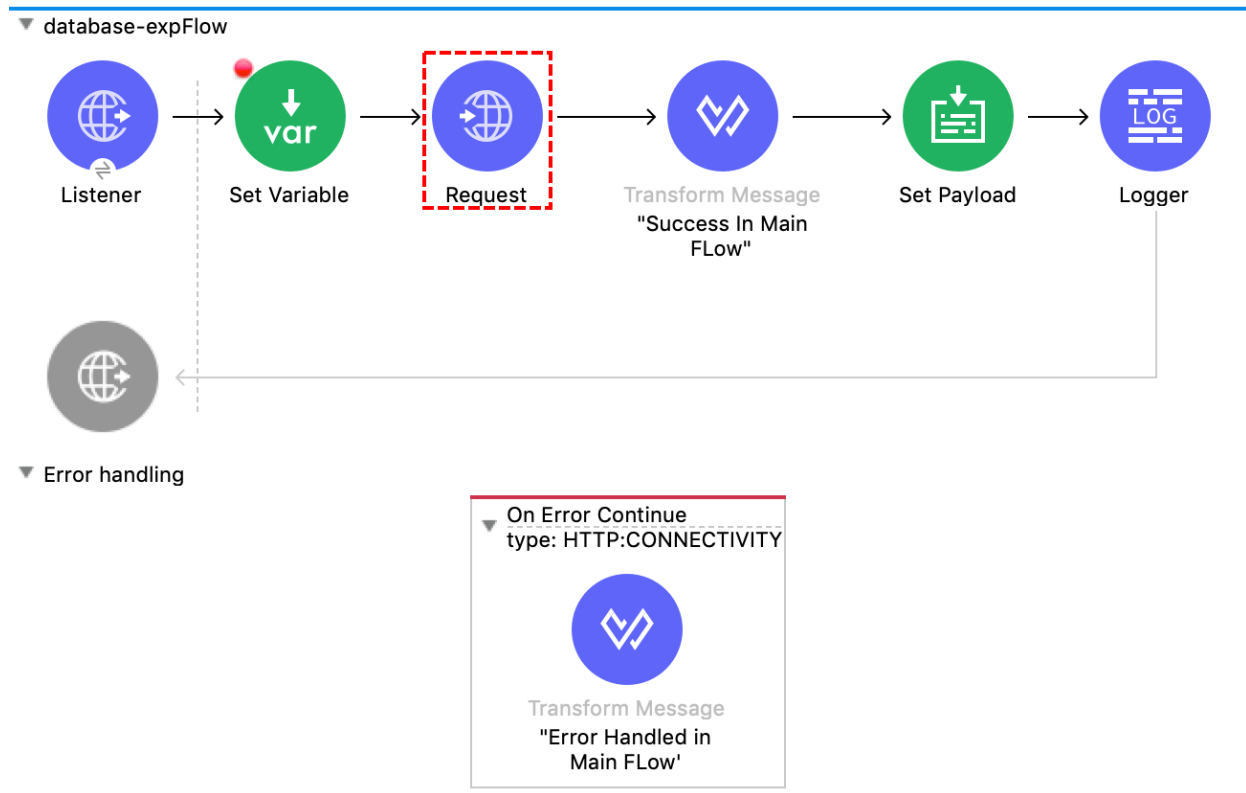 database-expFlow
var
LOG
Listener
Set Variable
Request
Transform Message
Set Payload
Logger
"Success In Main
FLow"
Error handling
On Error Continue
type: HTTP:CONNECTIVITY
Transform Message
"Error Handled in
Main FLow'